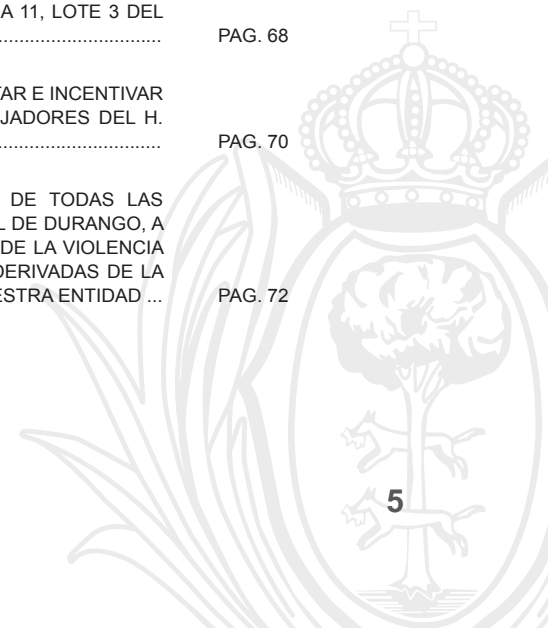 A 11, LOTE 3 DEL
................................ PAG. 68
TAR E INCENTIVAR
JADORES DEL H.
................................ PAG. 70
DE TODAS LAS
L DE DURANGO, A
DE LA VIOLENCIA
DERIVADAS DE LA
ESTRA ENTIDAD ... PAG. 72
5